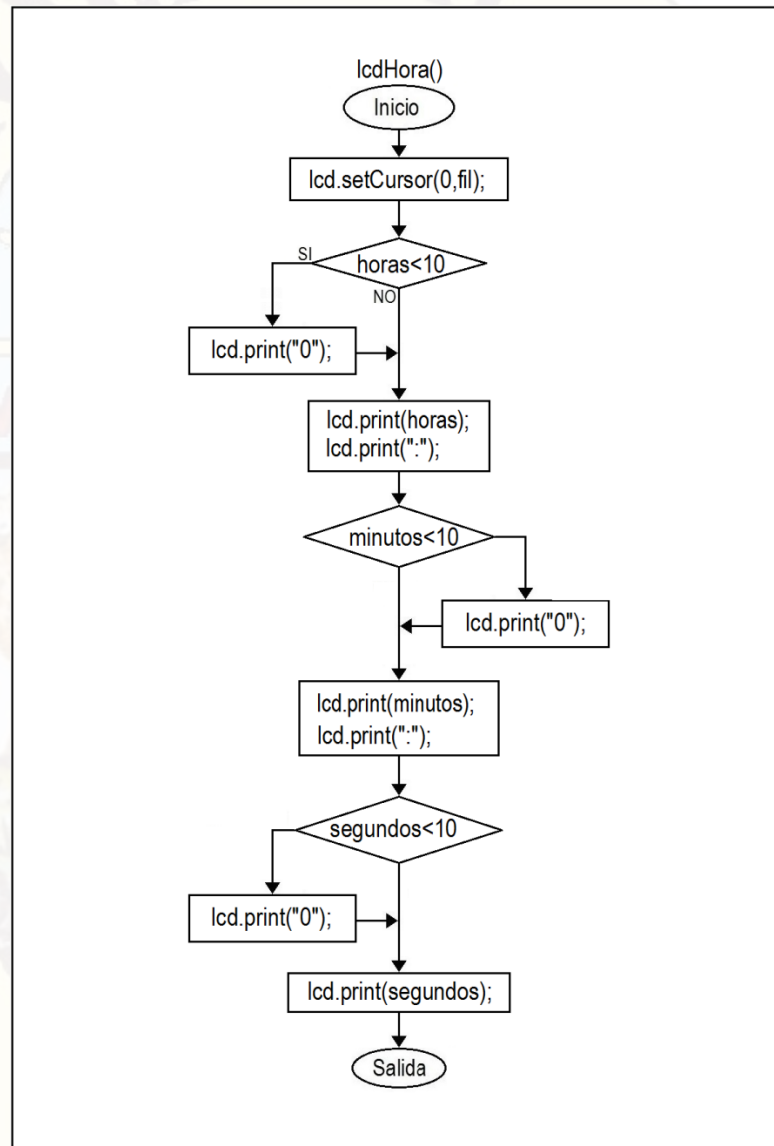 lcdHora()
Inicio
lcd.setCursor(0,fil);
SI
horas<10
NO
lcd.print("0");
lcd.print(horas);
lcd.print(":");
minutos<10
lcd.print("0");
lcd.print(minutos);
lcd.print(":");
segundos<10
lcd.print("0");
lcd.print(segundos);
Salida